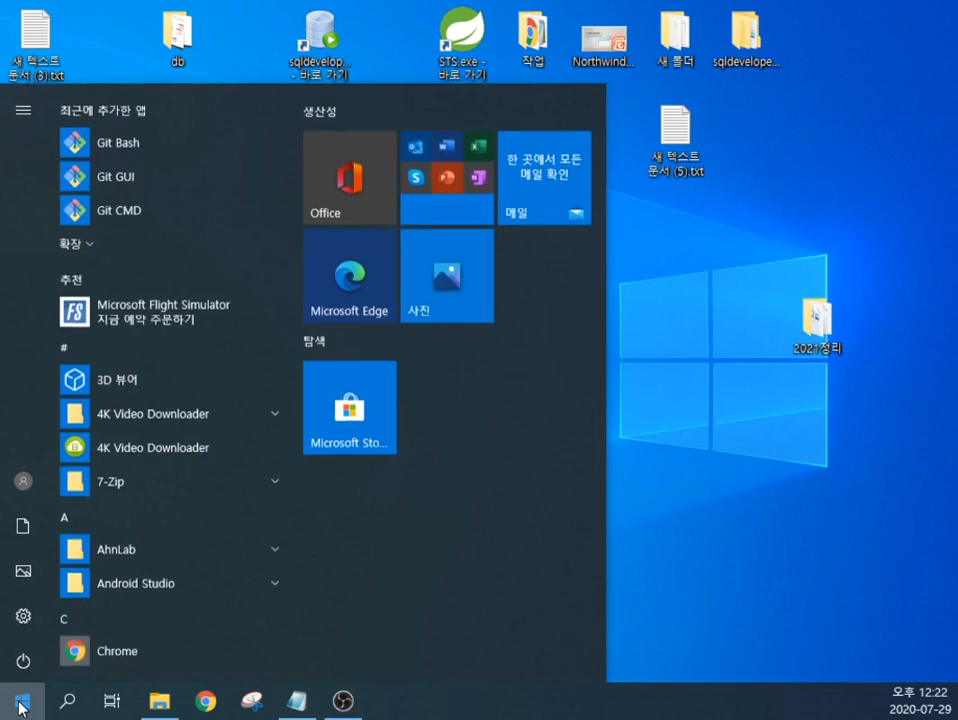 새 텍스트
문서 (3).txt
db
sqldevelop...
- 바로 가기
STS.exe -
바로 가기
작업
Northwind...
새 폴더
sqldevelope...
최근에 추가한 앱
Git Bash
Git GUI
Git CMD
확장
추천
FS
Microsoft Flight Simulator
지금 예약 주문하기
#
3D 뷰어
4K Video Downloader
4K Video Downloader
7-Zip
A
AhnLab
Android Studio
C
Chrome
생산성
Office
한 곳에서 모든
메일 확인
메일
Microsoft Edge
사진
탐색
Microsoft Sto...
새 텍스트
문서 (5).txt
2021정리
오후 12:22
2020-07-29